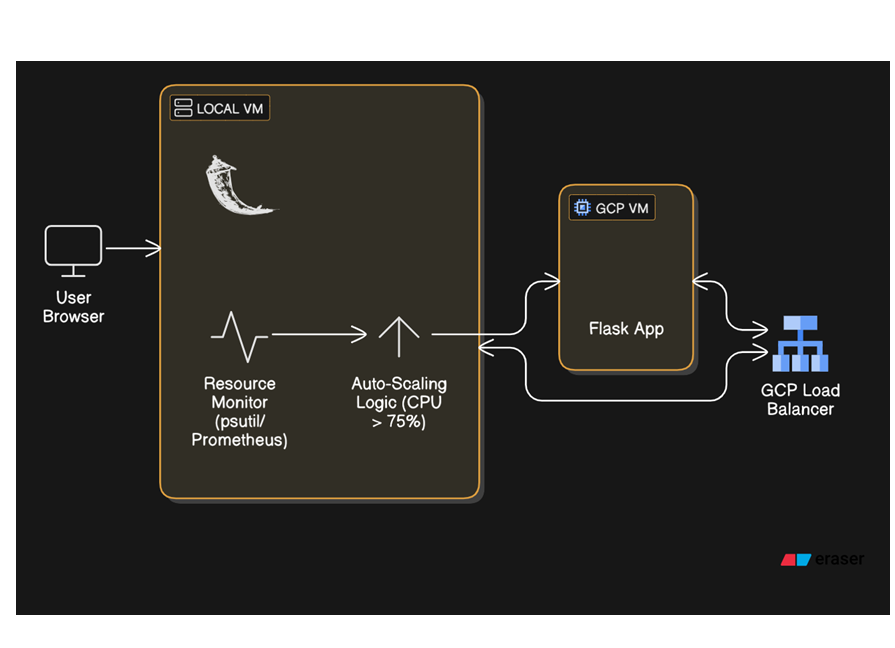 LOCAL VM
GCP VM
User
Browser
Flask App
Resource
Monitor
(psutil/
Prometheus)
Auto-Scaling
Logic (CPU
> 75%)
GCP Load
Balancer
eraser